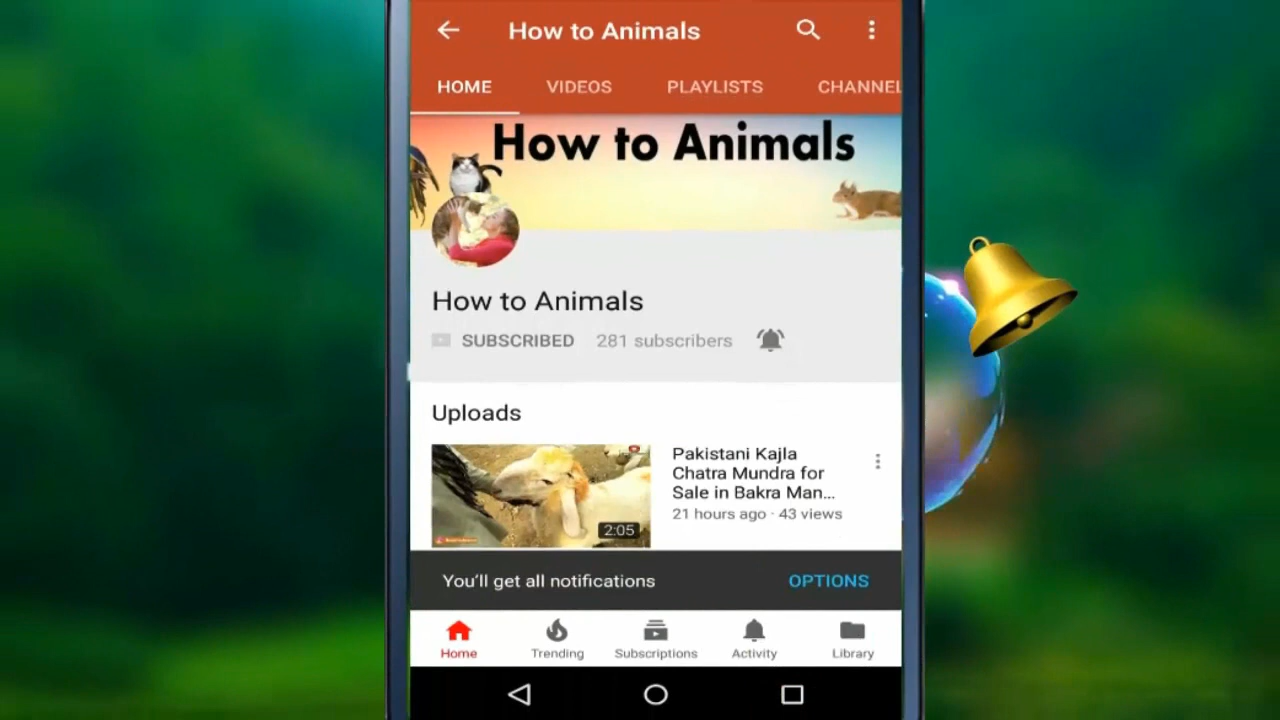 How to Animals
HOME VIDEOS PLAYLISTS CHANNEL
How to Animals
How to Animals
SUBSCRIBED 281 subscribers
Uploads
Pakistani Kajla
Chatra Mundra for
Sale in Bakra Man...
21 hours ago · 43 views
2:05
You'll get all notifications OPTIONS
Home Trending Subscriptions Activity Library